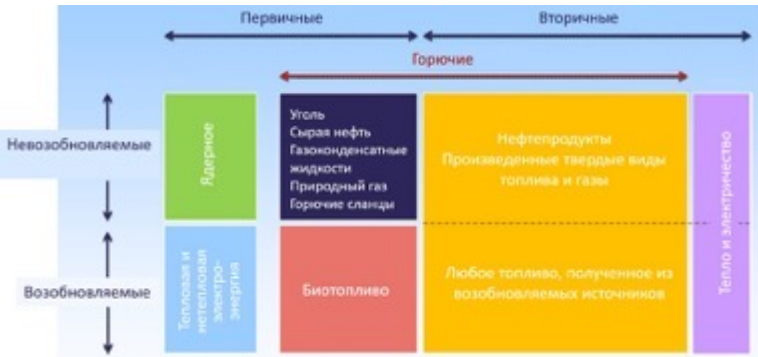 Первичные
Вторичные
Горючие
Невозобновляемые
Ядерное
Уголь
Сырая нефть
Газоконденсатные
жидкости
Природный газ
Горючие сланцы
Нефтепродукты
Произведенные твердые виды
топлива и газы
Тепло и электричество
Возобновляемые
Тепловая и
нетепловая
электро-
энергия
Биотопливо
Любое топливо, полученное из
возобновляемых источников